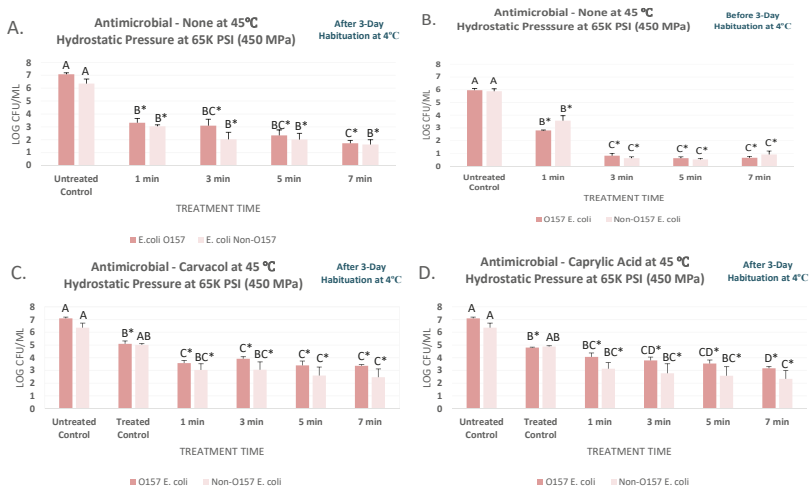 A.
Antimicrobial - None at 45℃
Hydrostatic Pressure at 65K PSI (450 MPa)
After 3-Day
Habituation at 4°C
LOG CFU/ML
8
7
6
5
4
3
2
1
0
A
A
B*
B*
BC*
B*
BC*
B*
C*
B*
Untreated
Control
1 min
3 min
5 min
7 min
TREATMENT TIME
E.coli O157
E. coli Non-O157
B.
Antimicrobial - None at 45 ℃
Hydrostatic Presssure at 65K PSI (450 MPa)
Before 3-Day
Habituation at 4°C
LOG CFU/ML
8
7
6
5
4
3
2
1
0
A
A
B*
B*
C*
C*
C*
C*
C*
C*
Untreated
Control
1 min
3 min
5 min
7 min
TREATMENT TIME
O157 E. coli
Non-O157 E. coli
C.
Antimicrobial - Carvacol at 45 ℃
Hydrostatic Pressure at 65K PSI (450 MPa)
After 3-Day
Habituation at 4°C
LOG CFU/ML
8
7
6
5
4
3
2
1
0
A
A
B*
AB
C*
BC*
C*
BC*
C*
C*
C*
C*
Untreated
Control
Treated
Control
1 min
3 min
5 min
7 min
TREATMENT TIME
O157 E. coli
Non-O157 E. coli
D.
Antimicrobial - Caprylic Acid at 45 ℃
Hydrostatic Pressure at 65K PSI (450 MPa)
After 3-Day
Habituation at 4°C
LOG CFU/ML
8
7
6
5
4
3
2
1
0
A
A
B*
AB
BC*
BC*
CD*
BC*
CD*
BC*
D*
C*
Untreated
Control
Treated
Control
1 min
3 min
5 min
7 min
TREATMENT TIME
O157 E. coli
Non-O157 E. coli